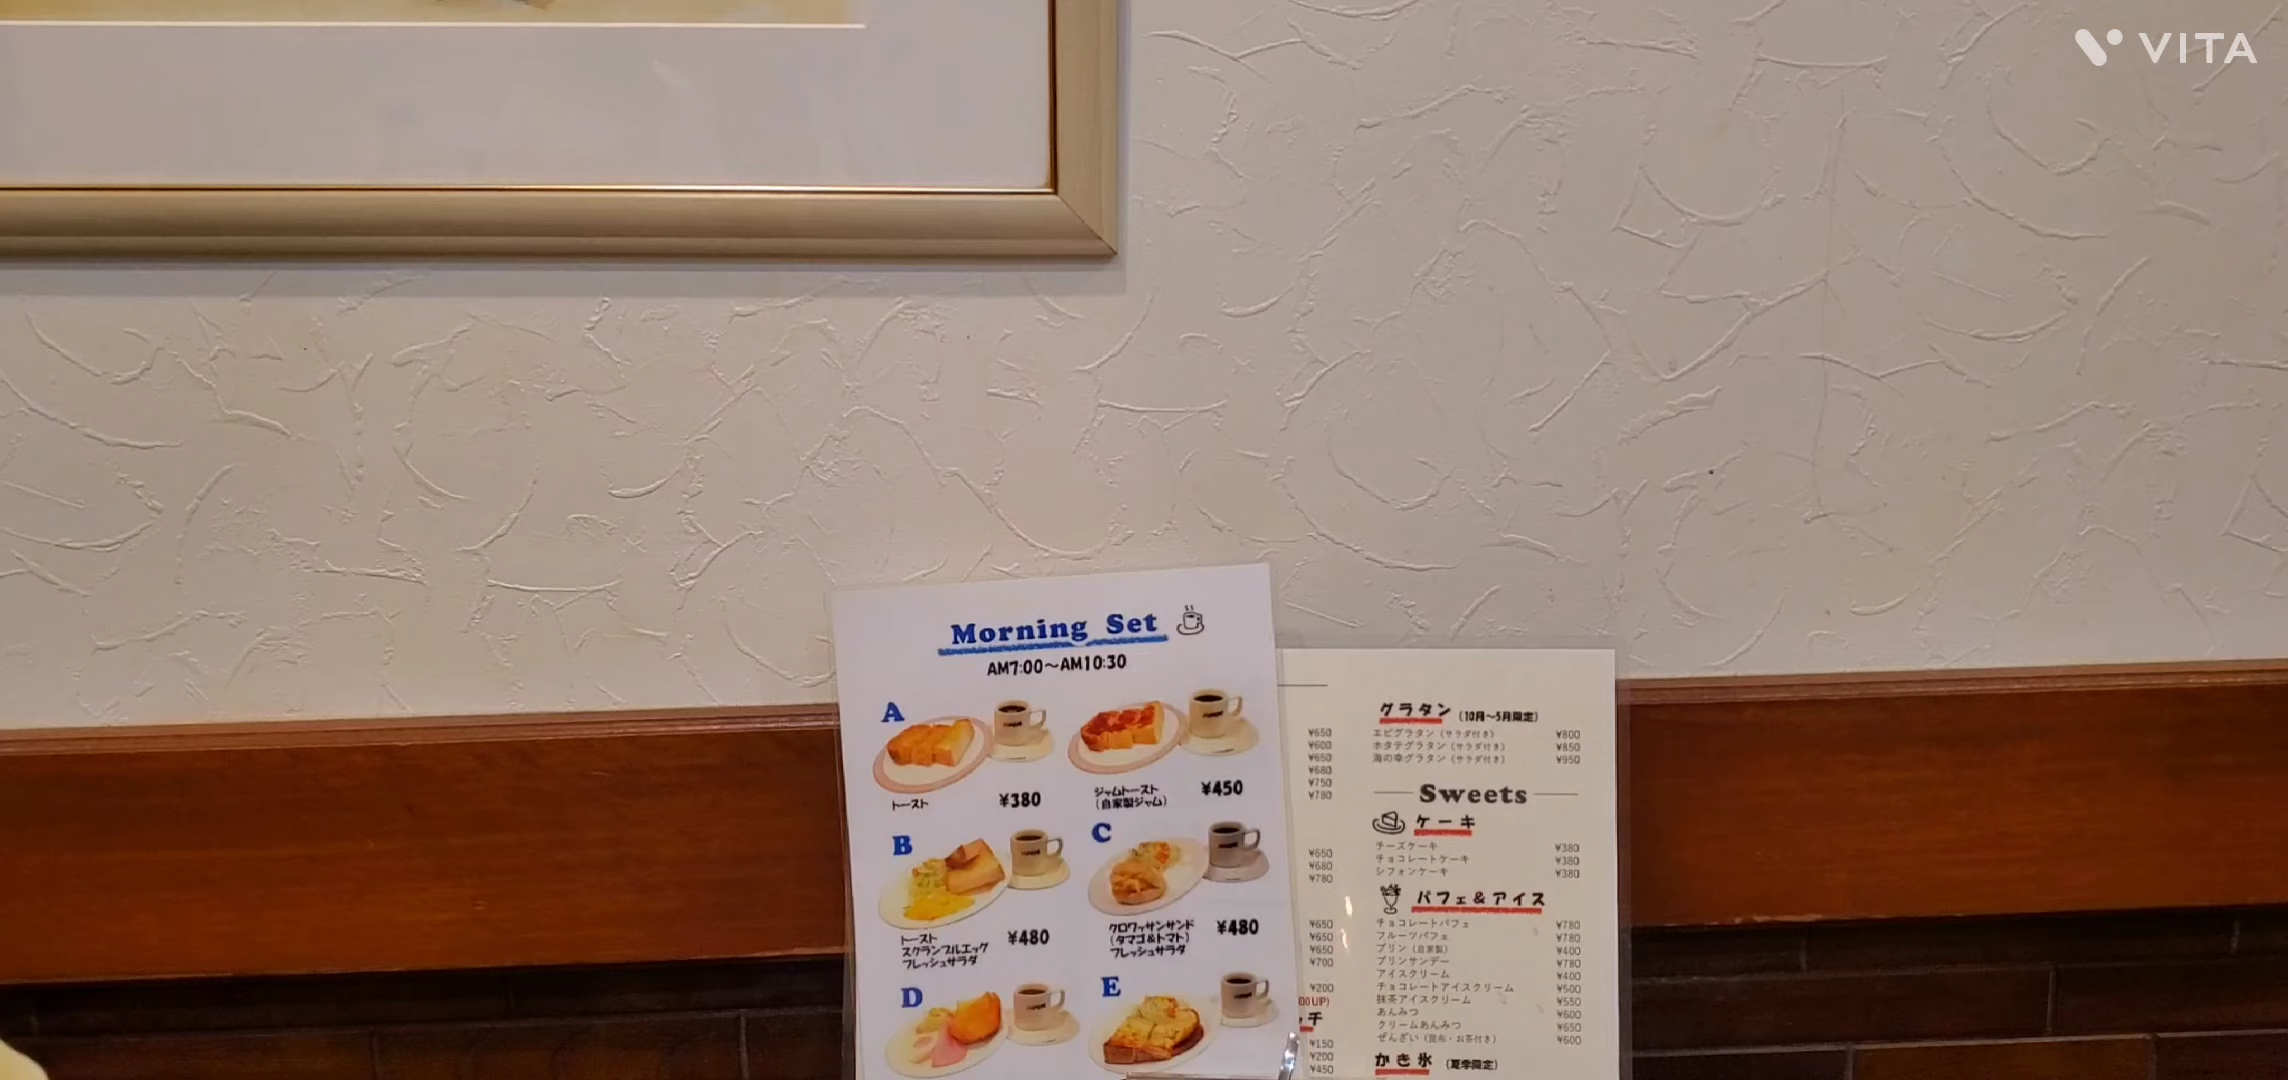 VITA
Morning Set
AM7:00～AM10:30
A
トースト
¥380
ジャムトースト
(自家製ジャム)
¥450
B
トースト
スクランブルエッグ
フレッシュサラダ
¥480
C
クロワッサンサンド
(タマゴ&トマト)
フレッシュサラダ
¥480
D
E
¥650
¥600
¥650
¥680
¥750
¥780
¥650
¥680
¥780
¥650
¥650
¥650
¥700
¥200
00UP)
チ
¥150
¥200
¥450
グラタン (10月～5月限定)
エビグラタン (サラダ付き) ¥800
ホタテグラタン (サラダ付き) ¥850
海の幸グラタン (サラダ付き) ¥950
Sweets
ケーキ
チーズケーキ ¥380
チョコレートケーキ ¥380
シフォンケーキ ¥380
パフェ&アイス
チョコレートパフェ ¥780
フルーツパフェ ¥780
プリン (自家製) ¥400
プリンサンデー ¥780
アイスクリーム ¥400
チョコレートアイスクリーム ¥500
抹茶アイスクリーム ¥550
あんみつ ¥600
クリームあんみつ ¥650
ぜんざい (昆布・お茶付き) ¥600
かき氷 (夏季限定)